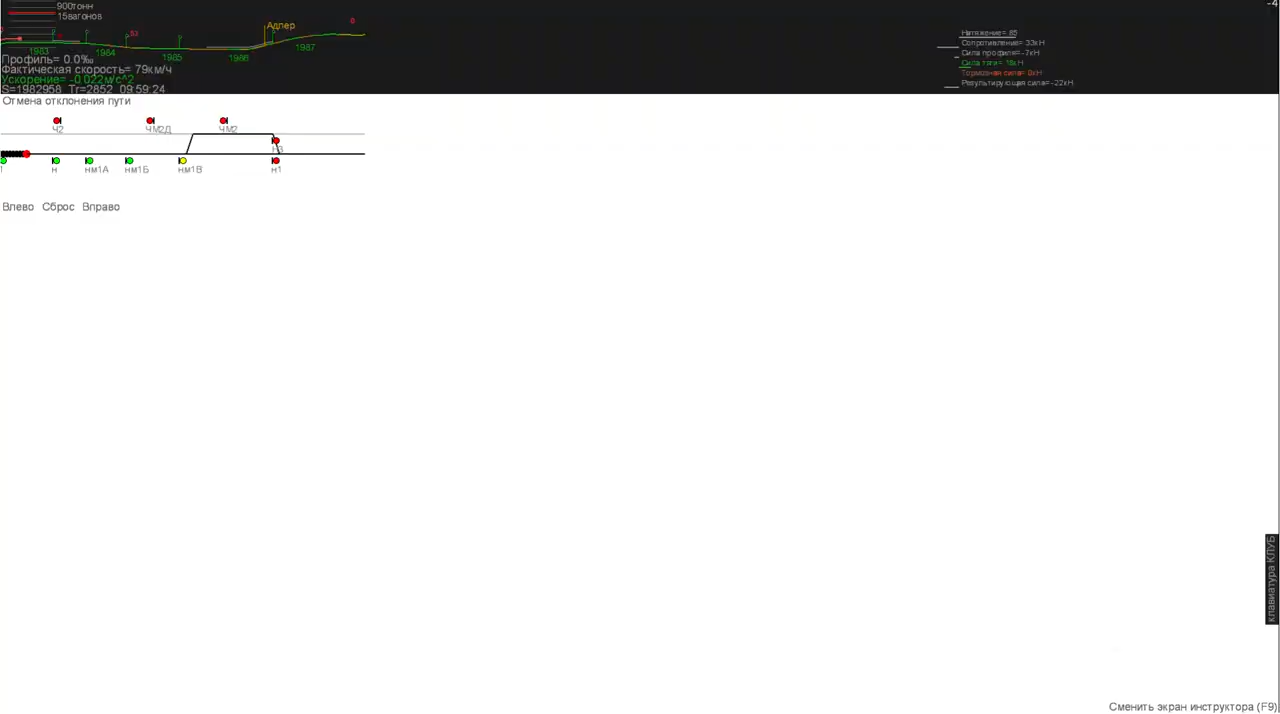 900тонн
15вагонов
-4
Адлер
1983 1984 1985 1986 1987
Натяжение= 85
Сопротивление= 33кН
Сила профиля=-7кН
Сила тяги= 18кН
Тормозная сила= 0кН
Результирующая сила=-22кН
Профиль= 0.0‰
Фактическая скорость= 79км/ч
Ускорение= -0.022м/с^2
S=1982958 Tr=2852 09:59:24
Отмена отклонения пути
Ч2 ЧМ2Д ЧМ2
Н3
н нм1А нм1Б нм1В н1
Влево Сброс Вправо
клавиатура КЛУБ
Сменить экран инструктора (F9)